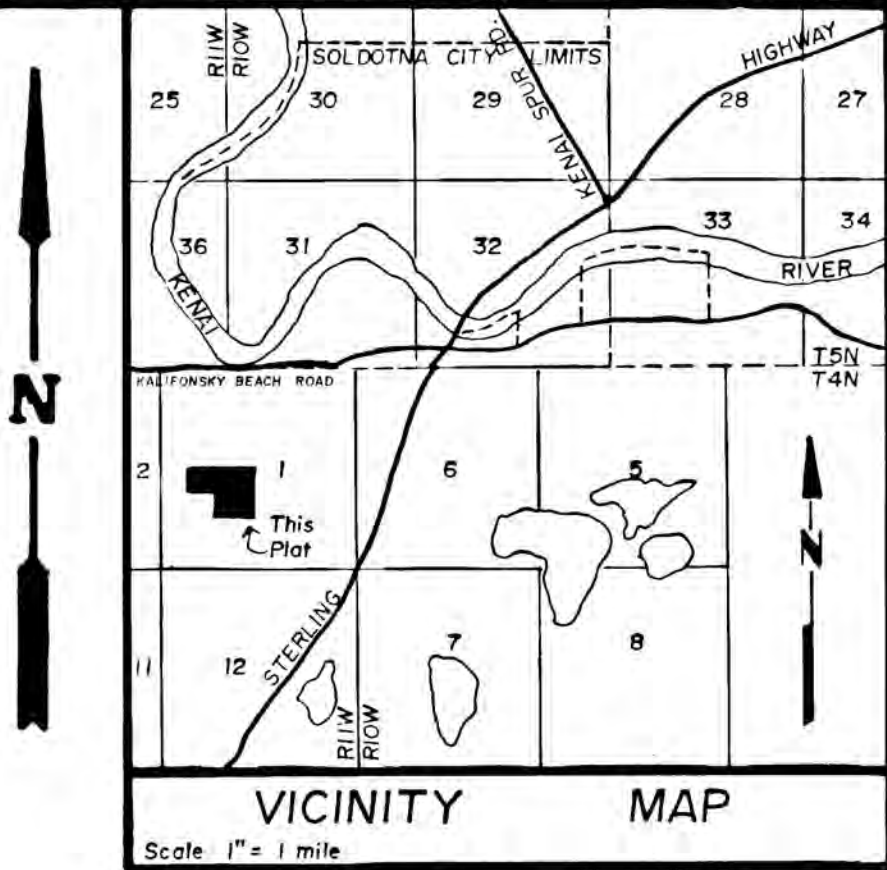 R11W
R10W
SOLDOTNA CITY LIMITS
KENAI SPUR RD.
HIGHWAY
25
30
29
28
27
36
31
32
33
34
KENAI
RIVER
T5N
T4N
KALIFONSKY BEACH ROAD
N
2
1
6
5
This
Plat
N
STERLING
11
12
7
8
R11W
R10W
VICINITY MAP
Scale 1" = 1 mile